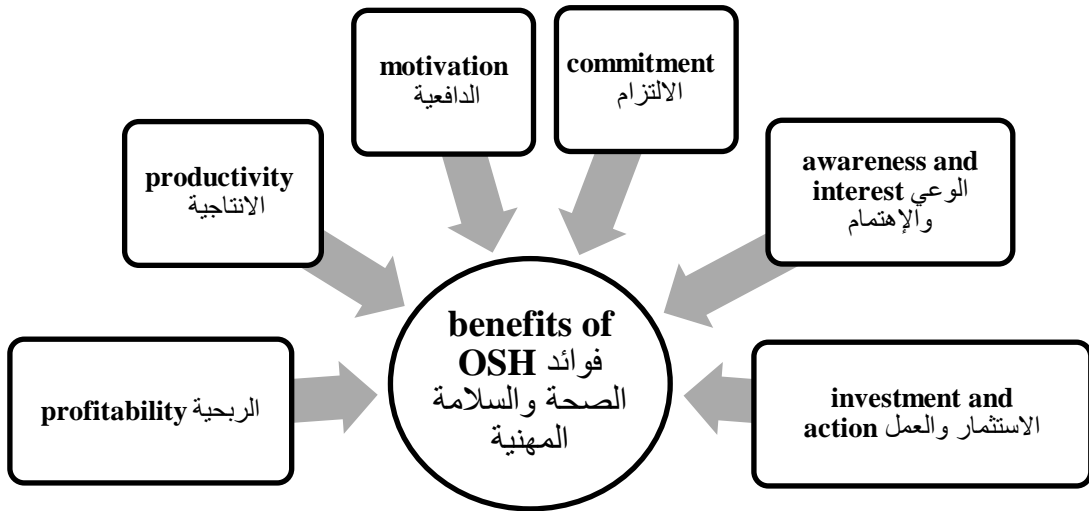 motivation
الدافعية
commitment
الالتزام
productivity
الانتاجية
awareness and
interest الوعي
والإهتمام
profitability الربحية
benefits of
OSH فوائد
الصحة والسلامة
المهنية
investment and
action الاستثمار والعمل